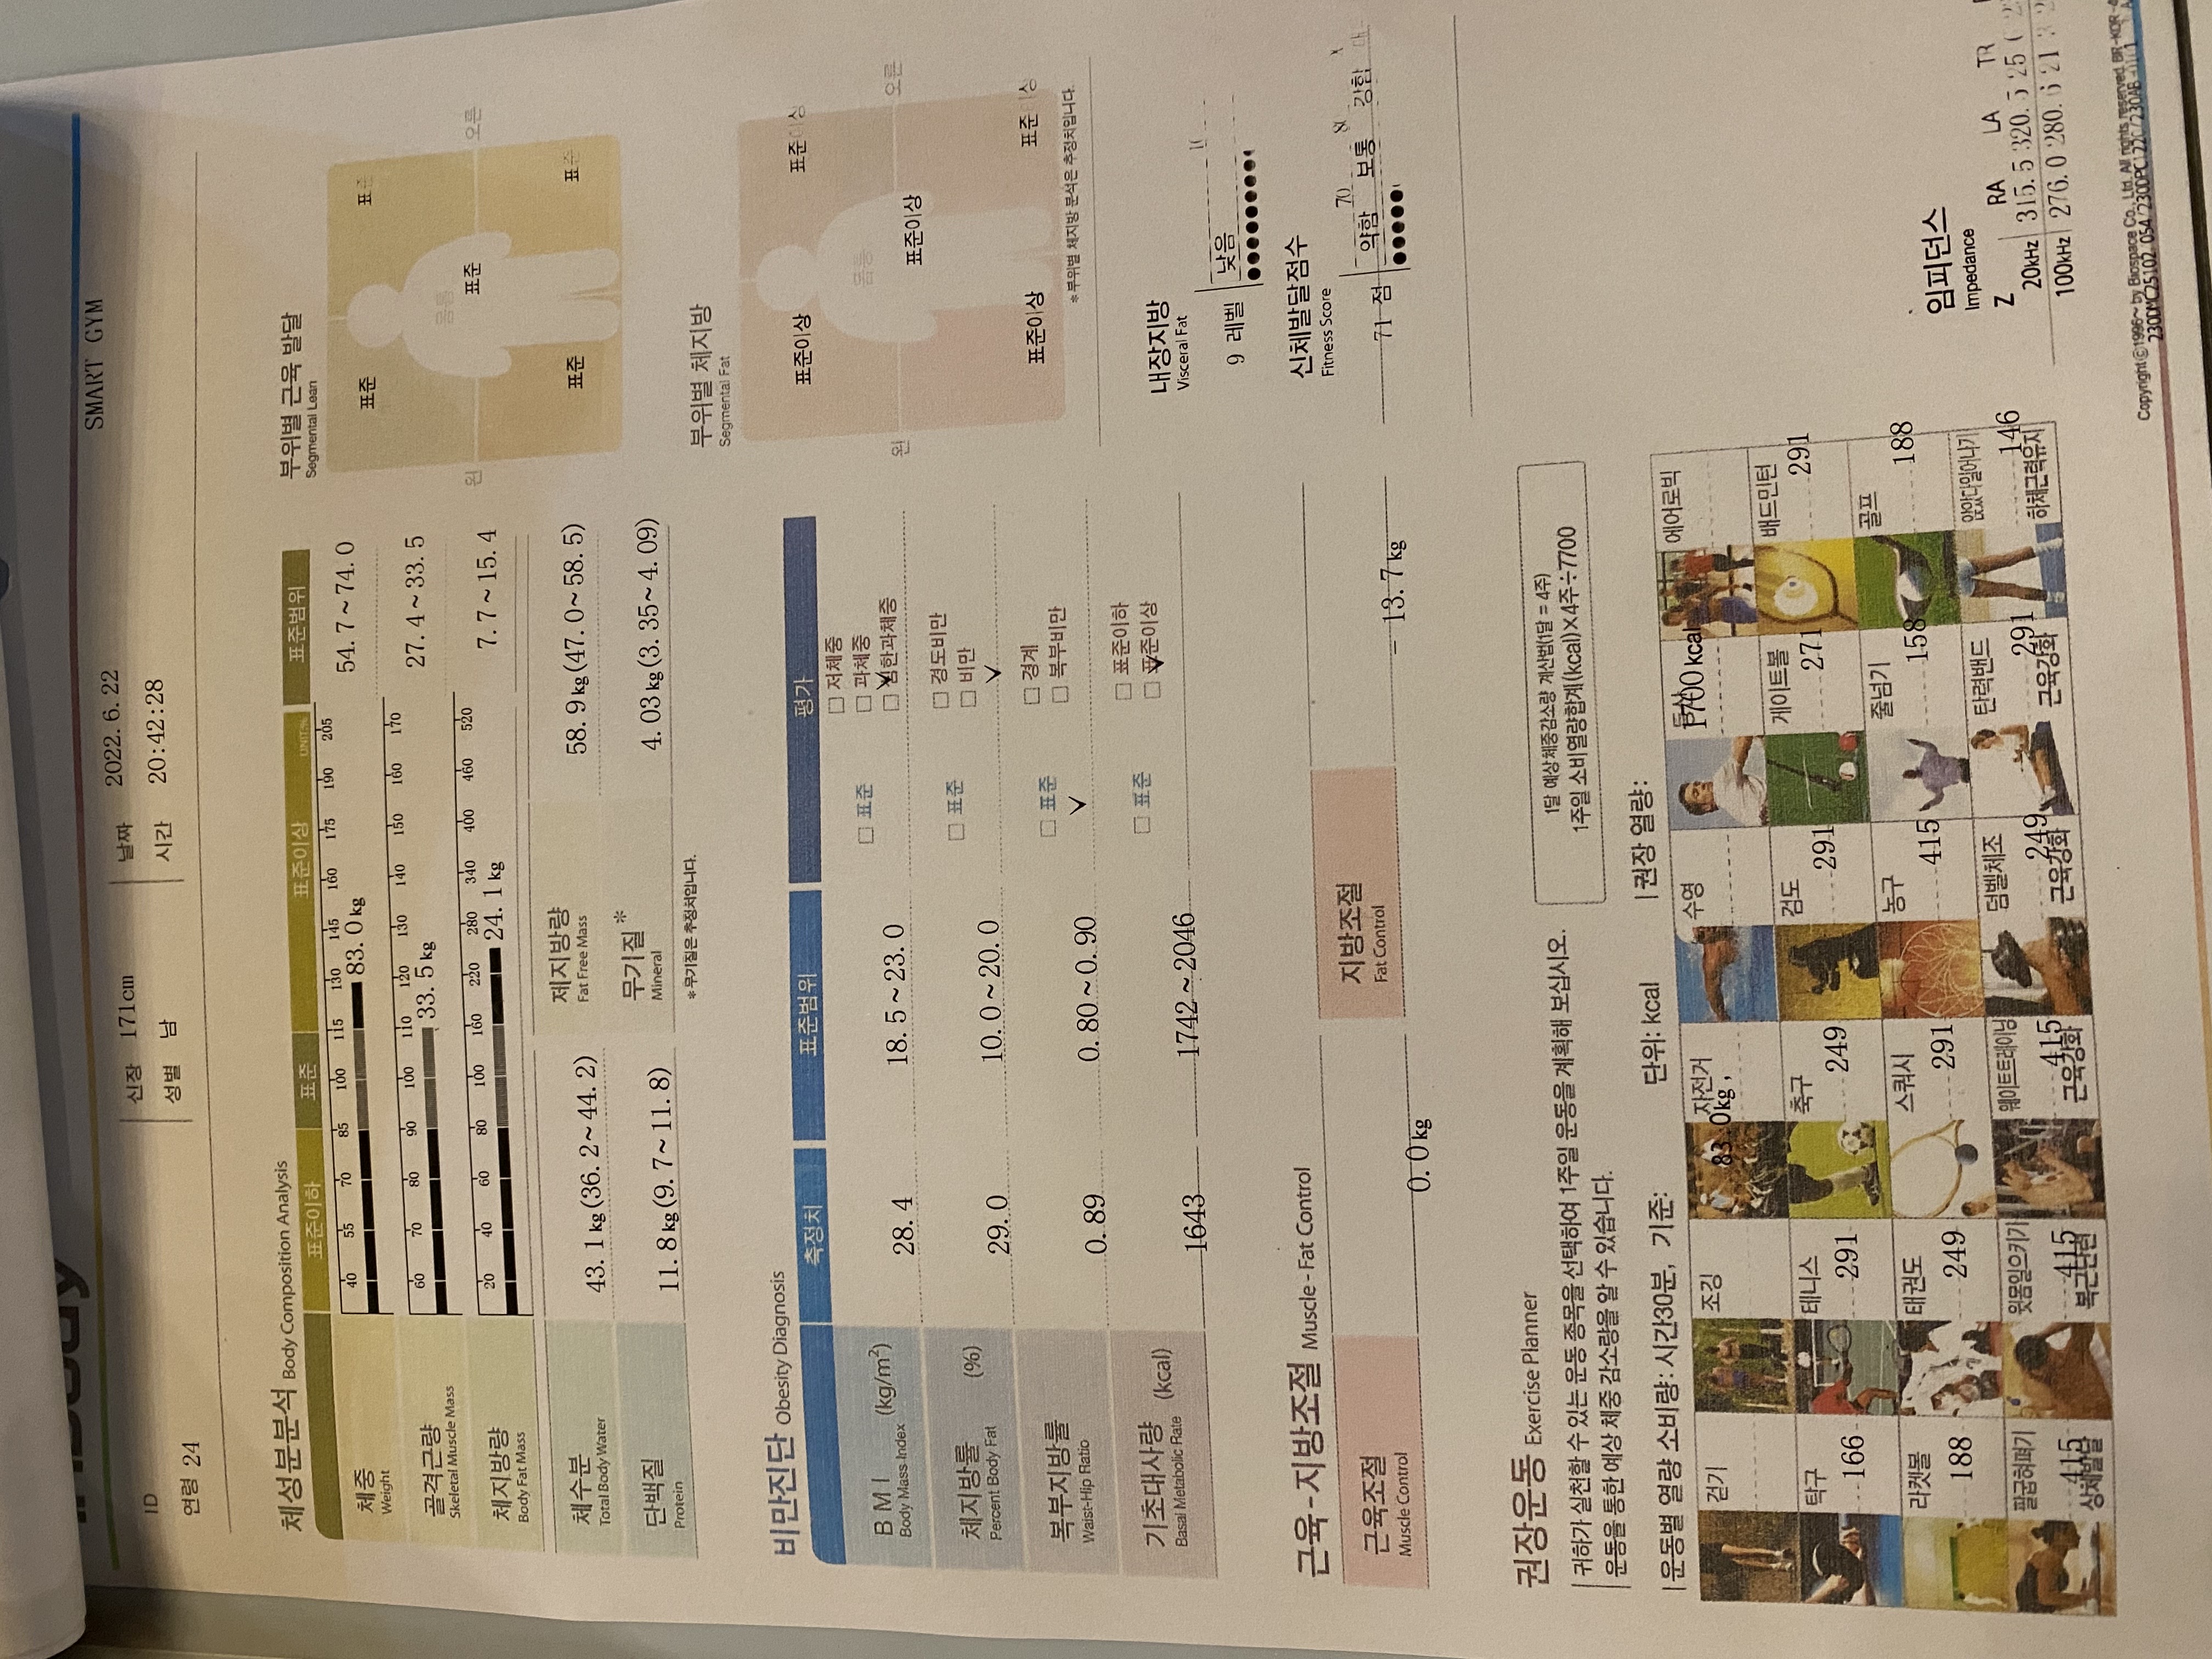 InBody
SMART GYM
ID
신장 171cm
날짜 2022. 6. 22
연령 24
성별 남
시간 20:42:28
체성분분석 Body Composition Analysis
표준이하 표준 표준이상 UNIT:% 표준범위
체중 Weight
40 55 70 85 100 115 130 145 160 175 190 205
83. 0 kg
54. 7~74. 0
골격근량 Skeletal Muscle Mass
60 70 80 90 100 110 120 130 140 150 160 170
33. 5 kg
27. 4~33. 5
체지방량 Body Fat Mass
20 40 60 80 100 160 220 280 340 400 460 520
24. 1 kg
7. 7~15. 4
체수분 Total Body Water
43. 1 kg (36. 2~44. 2)
제지방량 Fat Free Mass
58. 9 kg (47. 0~58. 5)
단백질 Protein
11. 8 kg (9. 7~11. 8)
무기질* Mineral
4. 03 kg (3. 35~4. 09)
*무기질은 추정치입니다.
부위별 근육 발달
Segmental Lean
표준 표준
몸통
왼 표준 오른
표준 표준
부위별 체지방
Segmental Fat
표준이상 표준이상
몸통
왼 표준이상 오른
표준이상 표준이상
*부위별 체지방 분석은 추정치입니다.
비만진단 Obesity Diagnosis
측정치 표준범위 평가
BMI (kg/m²)
Body Mass Index
28. 4 18. 5~23. 0
□ 표준 □ 저체중
□ 과체중
□ 심한과체중
체지방률 (%)
Percent Body Fat
29. 0 10. 0~20. 0
□ 표준 □ 경도비만
□ 비만
복부지방률
Waist-Hip Ratio
0. 89 0. 80~0. 90
□ 표준 □ 경계
□ 복부비만
기초대사량 (kcal)
Basal Metabolic Rate
1643 1742~2046
□ 표준 □ 표준이하
□ 표준이상
내장지방
Visceral Fat
9 레벨 낮음
신체발달점수
Fitness Score
70
71 점 약함 보통 강함
근육-지방조절 Muscle-Fat Control
근육조절
Muscle Control
0. 0 kg
지방조절
Fat Control
- 13. 7 kg
권장운동 Exercise Planner
귀하가 실천할 수 있는 운동 종목을 선택하여 1주일 운동을 계획해 보십시오.
운동을 통한 예상 체중 감소량을 알 수 있습니다.
1달 예상 체중감소량 계산법(1달 = 4주)
1주일 소비열량합계(kcal)×4주÷7700
운동별 열량 소비량: 시간30분, 기준: 단위: kcal 권장 열량:
걷기 조깅 자전거 수영 등산 에어로빅
83.0kg, 1700 kcal
탁구 테니스 축구 검도 게이트볼 배드민턴
166 291 249 291 271 291
라켓볼 태권도 스쿼시 농구 줄넘기 골프
188 249 291 415 158 188
팔굽혀펴기 윗몸일으키기 웨이트트레이닝 덤벨체조 탄력밴드 앉았다일어나기
415 415 415 249 291 146
상체발달 복근단련 근육강화 근육강화 근육강화 하체근력유지
임피던스
Impedance
Z RA LA TR
20kHz 315. 5 320. 5 25
100kHz 276. 0 280. 6 21
Copyright©1996~ by Biospace Co., Ltd. All rights reserved. BR-KOR-